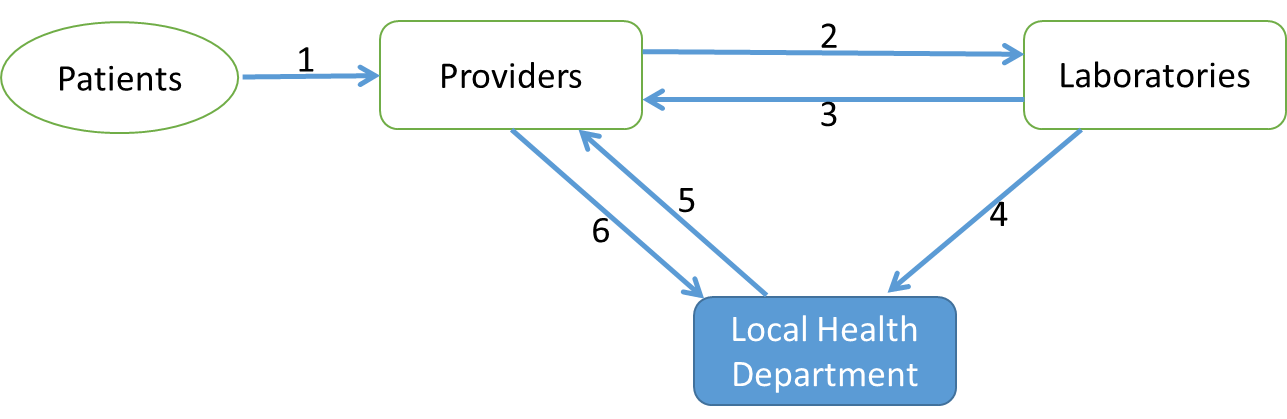 1
2
Patients
Providers
Laboratories
3
5
4
6
Local Health
Department